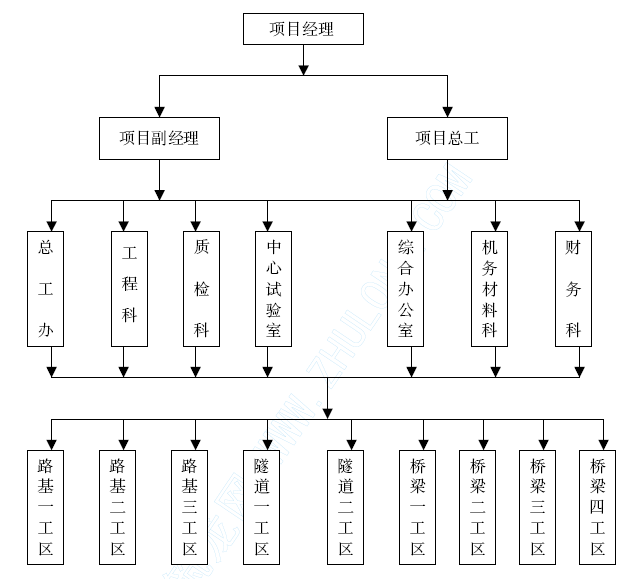 项目经理
项目副经理
项目总工
总工办
工程科
质检科
中心试验室
综合办公室
机务材料科
财务科
路基一工区
路基二工区
路基三工区
隧道一工区
隧道二工区
桥梁一工区
桥梁二工区
桥梁三工区
桥梁四工区